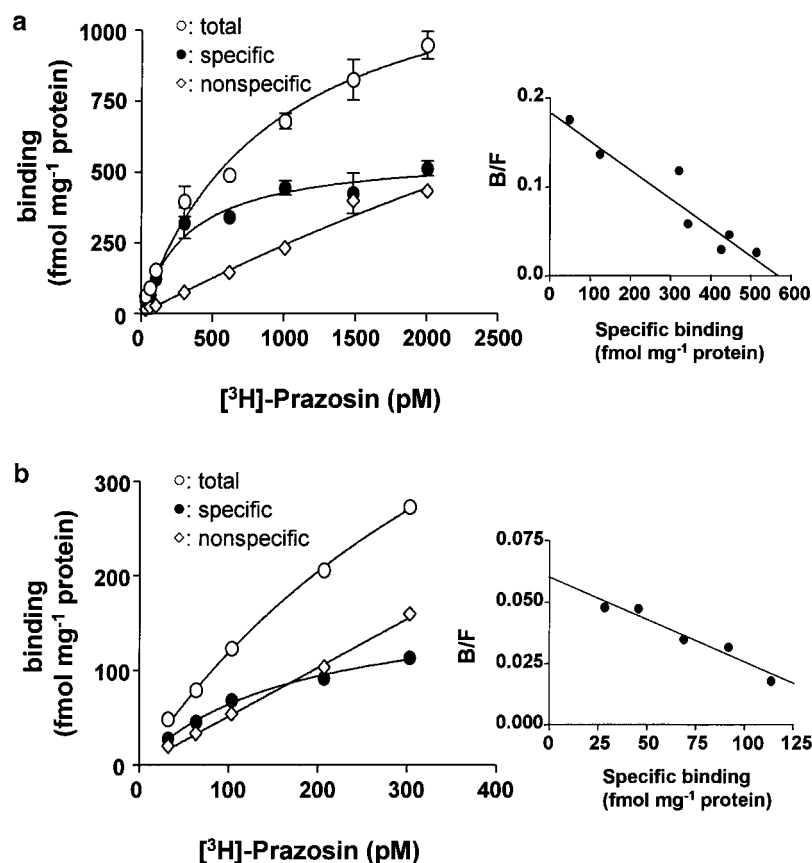 a
1000
750
500
250
0
binding
(fmol mg⁻¹ protein)
○: total
●: specific
◇: nonspecific
0 500 1000 1500 2000 2500
[³H]-Prazosin (pM)
0.2
0.1
0.0
B/F
0 100 200 300 400 500 600
Specific binding
(fmol mg⁻¹ protein)
b
300
200
100
0
binding
(fmol mg⁻¹ protein)
○: total
●: specific
◇: nonspecific
0 100 200 300 400
[³H]-Prazosin (pM)
0.075
0.050
0.025
0.000
B/F
0 25 50 75 100 125
Specific binding
(fmol mg⁻¹ protein)